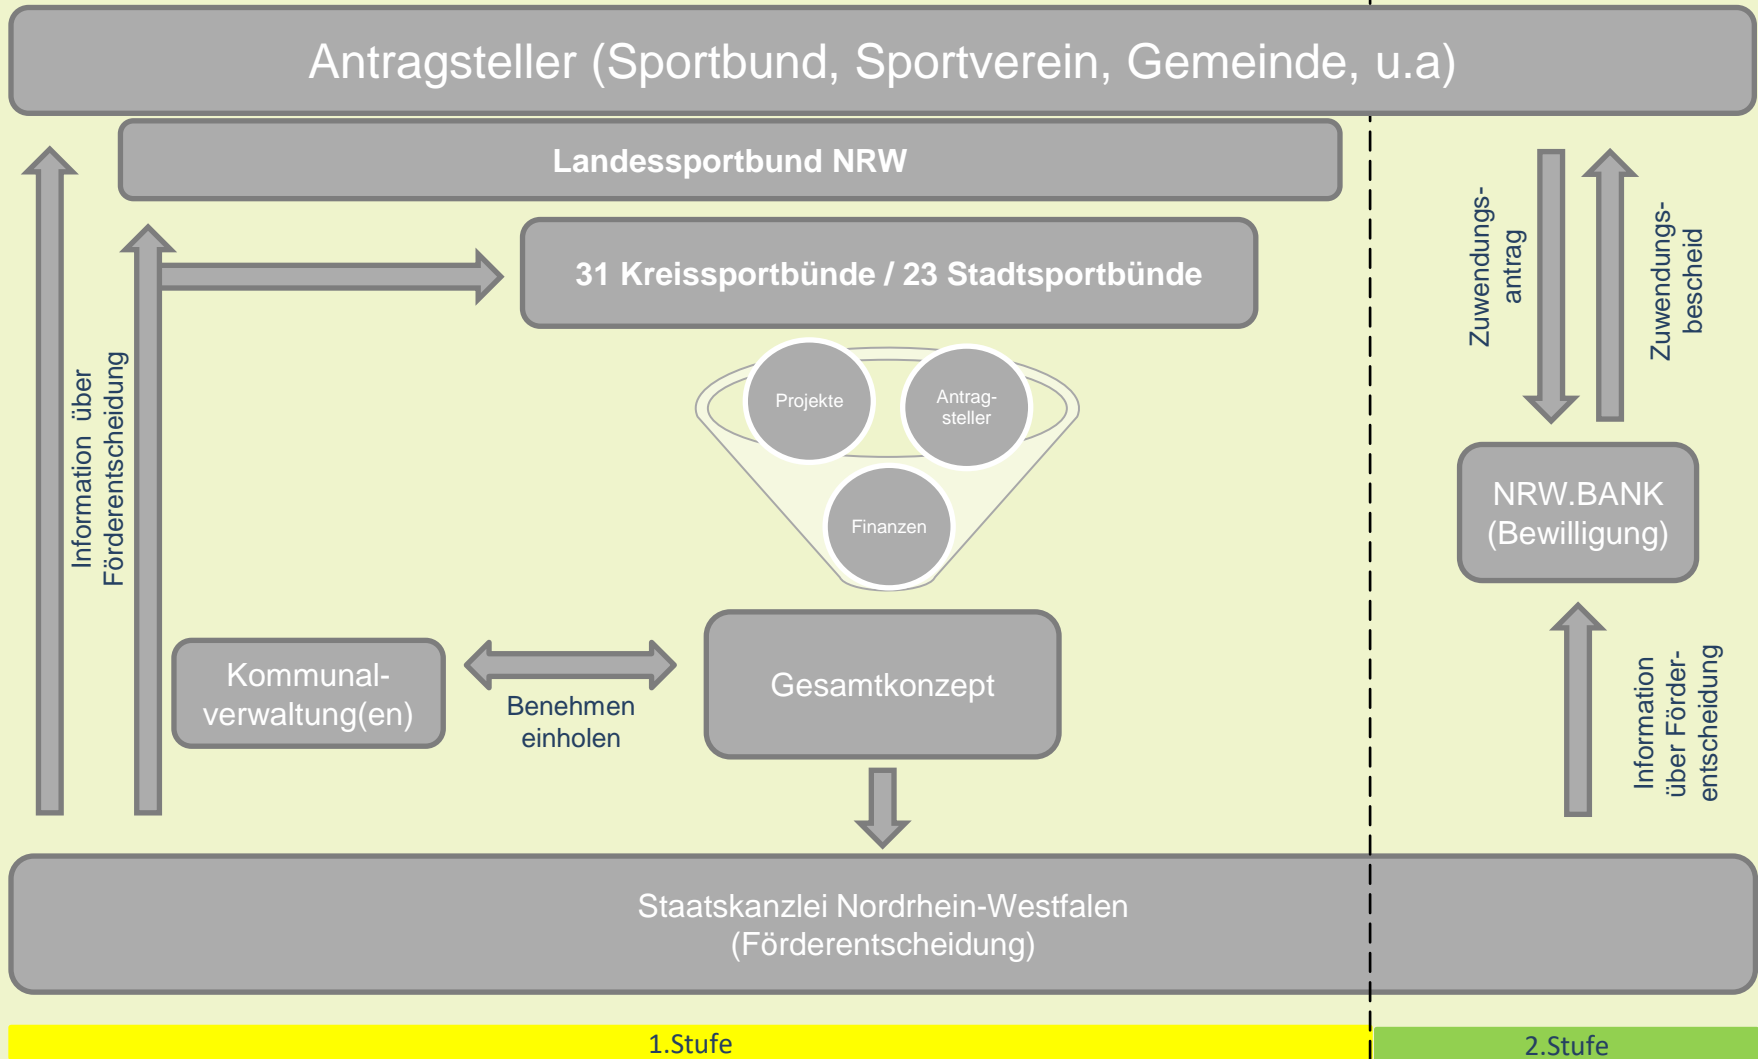 Antragsteller (Sportbund, Sportverein, Gemeinde, u.a)
Landessportbund NRW
31 Kreissportbünde / 23 Stadtsportbünde
Information über
Förderentscheidung
Projekte
Antrag-
steller
Finanzen
Kommunal-
verwaltung(en)
Benehmen
einholen
Gesamtkonzept
Zuwendungs-
antrag
Zuwendungs-
bescheid
NRW.BANK
(Bewilligung)
Information
über Förder-
entscheidung
Staatskanzlei Nordrhein-Westfalen
(Förderentscheidung)
1.Stufe
2.Stufe